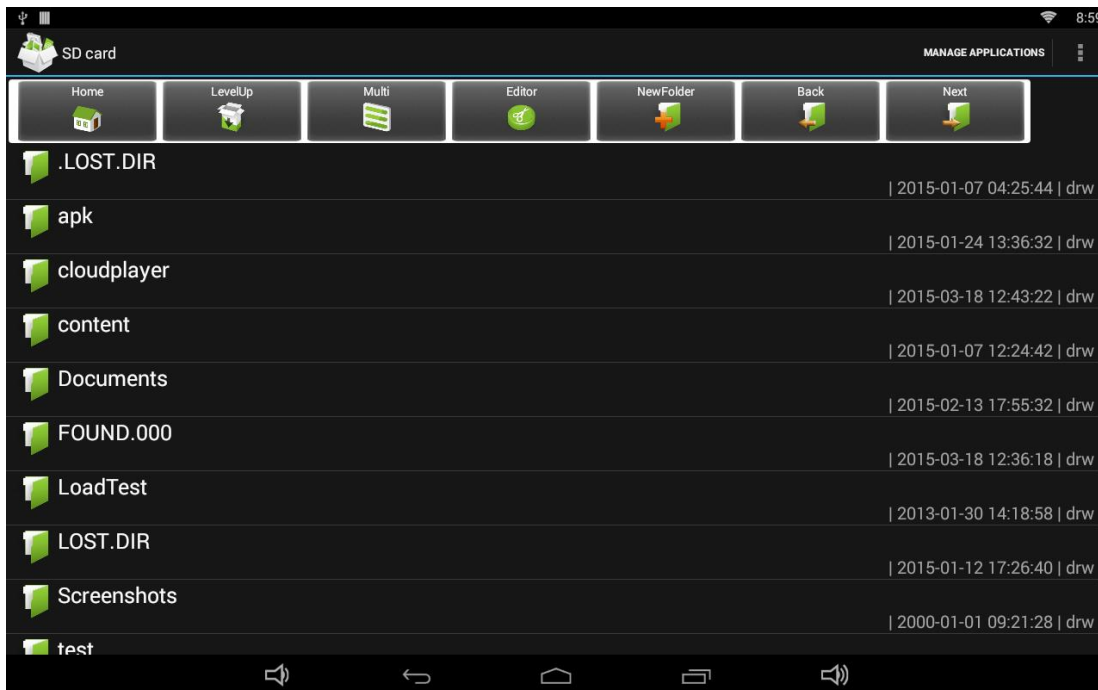 8:59
SD card MANAGE APPLICATIONS
Home LevelUp Multi Editor NewFolder Back Next
.LOST.DIR
| 2015-01-07 04:25:44 | drw
apk
| 2015-01-24 13:36:32 | drw
cloudplayer
| 2015-03-18 12:43:22 | drw
content
| 2015-01-07 12:24:42 | drw
Documents
| 2015-02-13 17:55:32 | drw
FOUND.000
| 2015-03-18 12:36:18 | drw
LoadTest
| 2013-01-30 14:18:58 | drw
LOST.DIR
| 2015-01-12 17:26:40 | drw
Screenshots
| 2000-01-01 09:21:28 | drw
test